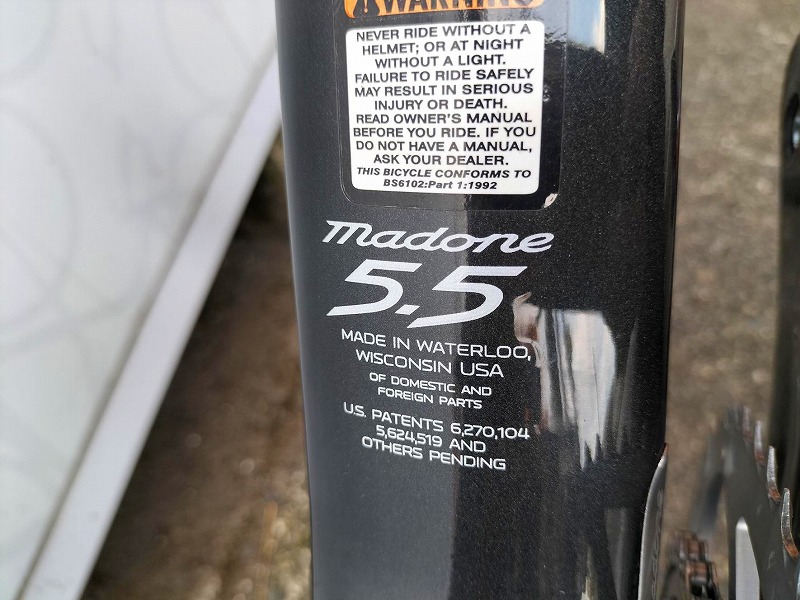 WARNING
NEVER RIDE WITHOUT A
HELMET; OR AT NIGHT
WITHOUT A LIGHT.
FAILURE TO RIDE SAFELY
MAY RESULT IN SERIOUS
INJURY OR DEATH.
READ OWNER'S MANUAL
BEFORE YOU RIDE. IF YOU
DO NOT HAVE A MANUAL,
ASK YOUR DEALER.
THIS BICYCLE CONFORMS TO
BS6102:Part 1:1992
madone
5.5
MADE IN WATERLOO,
WISCONSIN USA
OF DOMESTIC AND
FOREIGN PARTS
U.S. PATENTS 6,270,104
5,624,519 AND
OTHERS PENDING